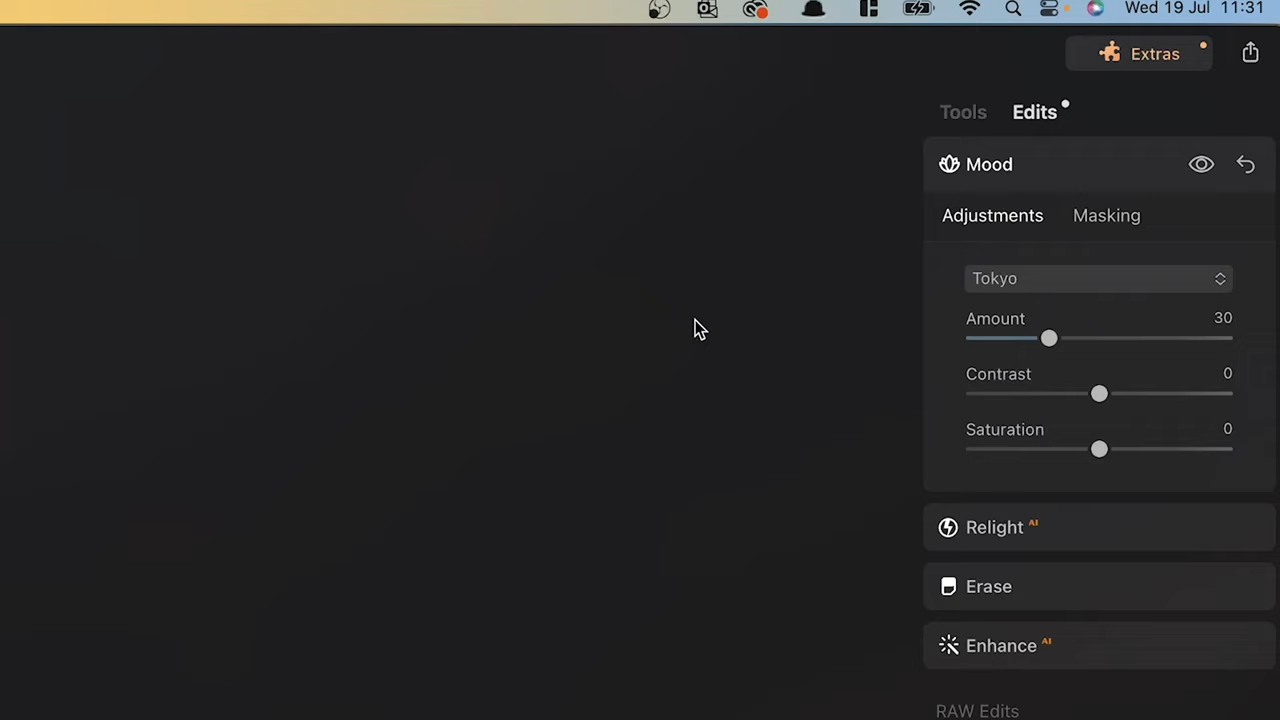 Wed 19 Jul 11:31
Extras
Tools Edits
Mood
Adjustments Masking
Tokyo
Amount 30
Contrast 0
Saturation 0
Relight AI
Erase
Enhance AI
RAW Edits